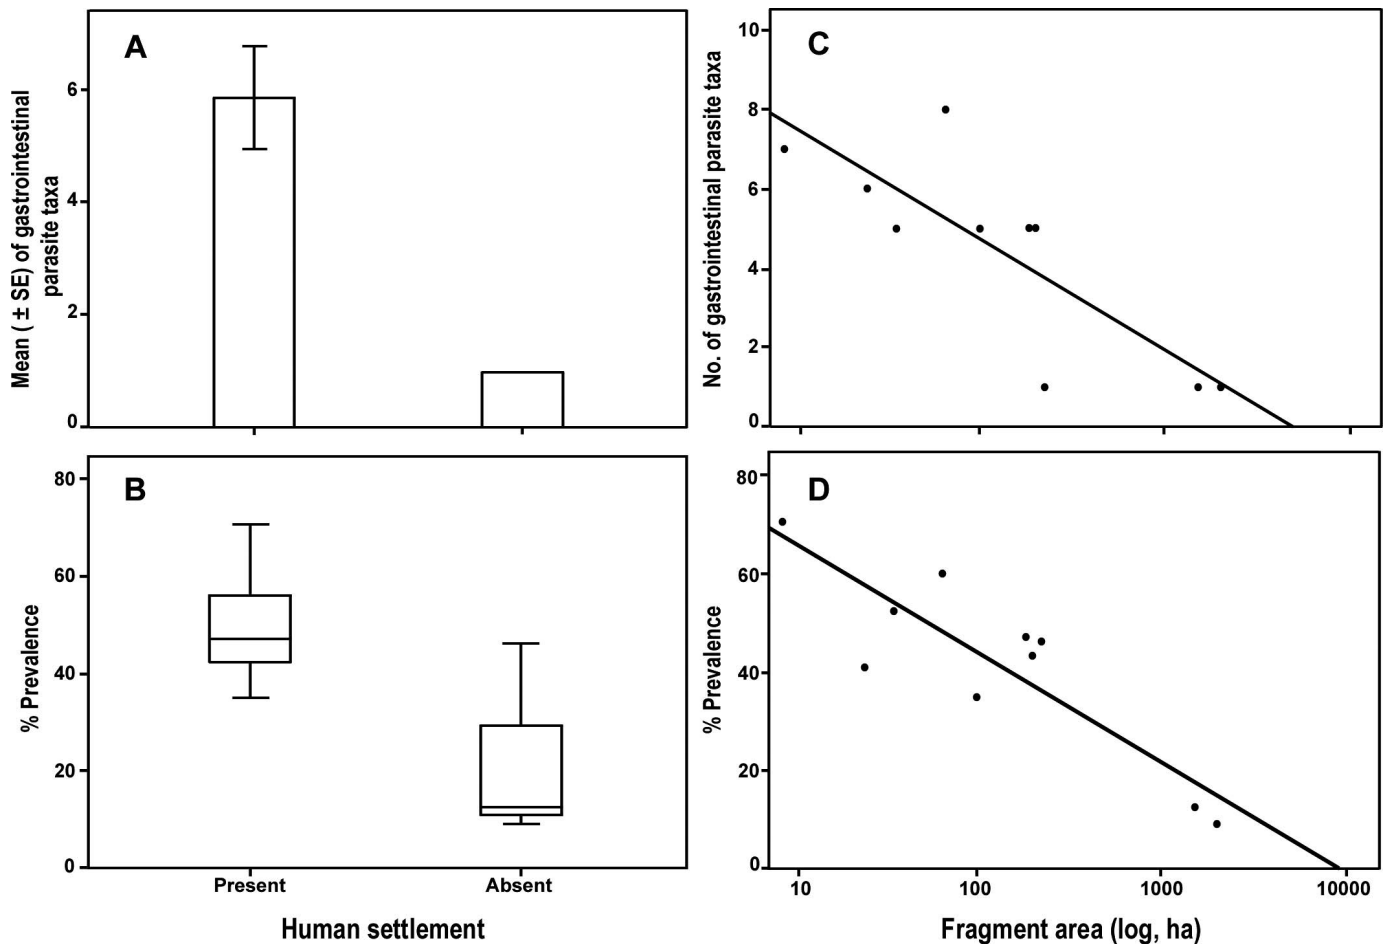 A
Mean ( ± SE) of gastrointestinal
parasite taxa
6
4
2
0
C
No. of gastrointestinal parasite taxa
10
8
6
4
2
0
B
% Prevalence
80
60
40
20
0
Present
Absent
Human settlement
D
% Prevalence
80
60
40
20
0
10
100
1000
10000
Fragment area (log, ha)